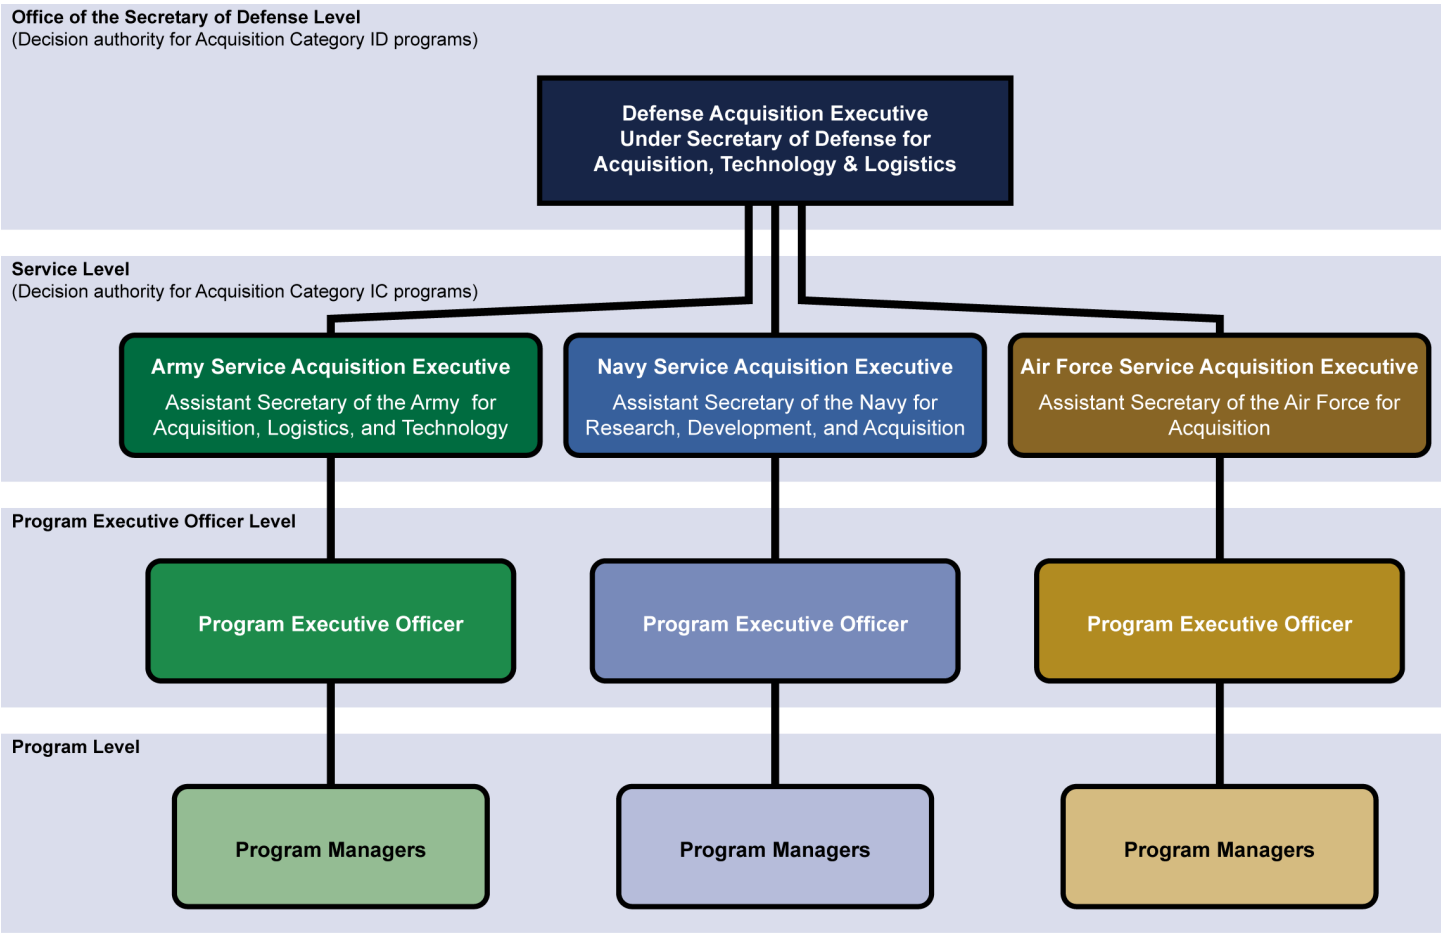 Office of the Secretary of Defense Level
(Decision authority for Acquisition Category ID programs)
Defense Acquisition Executive
Under Secretary of Defense for
Acquisition, Technology & Logistics
Service Level
(Decision authority for Acquisition Category IC programs)
Army Service Acquisition Executive
Assistant Secretary of the Army for
Acquisition, Logistics, and Technology
Navy Service Acquisition Executive
Assistant Secretary of the Navy for
Research, Development, and Acquisition
Air Force Service Acquisition Executive
Assistant Secretary of the Air Force for
Acquisition
Program Executive Officer Level
Program Executive Officer
Program Executive Officer
Program Executive Officer
Program Level
Program Managers
Program Managers
Program Managers